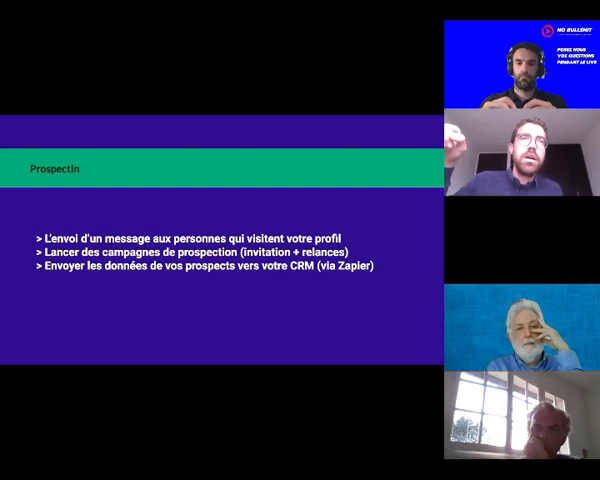 NO BULLSHIT
POSEZ NOUS
VOS QUESTIONS
PENDANT LE LIVE
ProspectIn
> L'envoi d'un message aux personnes qui visitent votre profil
> Lancer des campagnes de prospection (invitation + relances)
> Envoyer les données de vos prospects vers votre CRM (via Zapier)